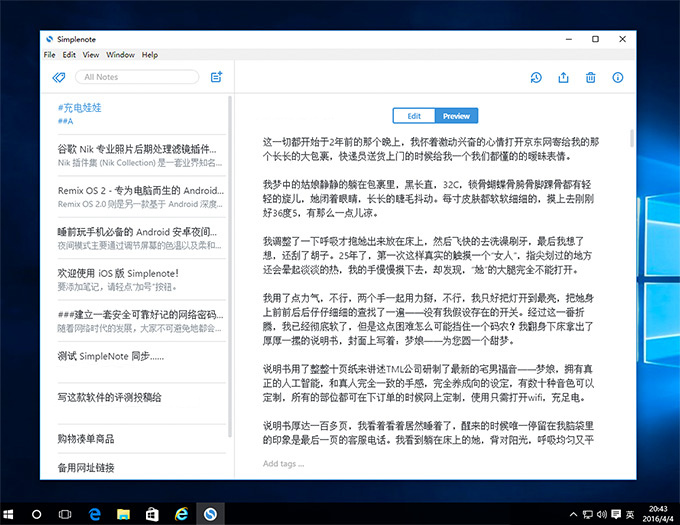 Simplenote
File Edit View Window Help
All Notes
#充电娃娃
##A
谷歌 Nik 专业照片后期处理滤镜插件...
Nik 插件集 (Nik Collection) 是一套业界知名...
Remix OS 2 - 专为电脑而生的 Android...
Remix OS 2.0 则是另一款基于 Android 深度...
睡前玩手机必备的 Android 安卓夜间...
夜间模式主要通过调节屏幕的色温以及柔和...
欢迎使用 iOS 版 Simplenote!
要添加笔记，请轻点"加号"按钮。
###建立一套安全可靠好记的网络密码...
随着网络时代的发展，大家不可避免地都会...
测试 SimpleNote 同步......
写这款软件的评测投稿给
购物凑单商品
备用网址链接
Edit Preview
这一切都开始于2年前的那个晚上，我怀着激动兴奋的心情打开京东网寄给我的那
个长长的大包裹，快递员送货上门的时候给我一个我们都懂的的暧昧表情。
我梦中的姑娘静静的躺在包裹里，黑长直，32C，锁骨蝴蝶骨胯骨脚踝骨都有轻
轻的旋儿，她闭着眼睛，长长的睫毛抖动。每寸皮肤都软软细细的，摸上去刚刚
好36度5，有那么一点儿凉。
我调整了一下呼吸才把她出来放在床上，然后飞快的去洗澡刷牙，最后我想了
想，还刮了胡子。25年了，第一次这样真实的触摸一个"女人"，指尖划过的地方
还会晕起淡淡的热，我的手慢慢摸下去，却发现，"她"的大腿完全不能打开。
我用了点力气，不行，两个手一起用力掰，不行，我只好把灯开到最亮，把她身
上前前后后仔仔细细的查找了一遍——没有我假设存在的开关。经过这一番折
腾，我已经彻底软了，但是这点困难怎么可能挡住一个码农？我翻身下床拿出了
厚厚一摞的说明书，封面上写着：梦娘——为您圆一个甜梦。
说明书用了整整十页纸来讲述TML公司研制了最新的宅男福音——梦娘，拥有真
正的人工智能，和真人完全一致的手感，完全养成向的设定，有数十种音色可以
定制，所有的部位都可在下订单的时候网上定制，使用只需打开wifi，充足电。
说明书厚达一百多页，我看着看着居然睡着了，醒来的时候唯一停留在我脑袋里
的印象是最后一页的客服电话。我看到躺在床上的她，背对阳光，呼吸均匀又平
Add tags ...
英
20:43
2016/4/4